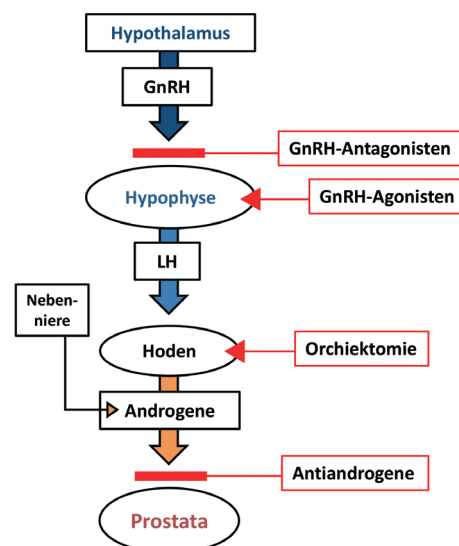 Hypothalamus
GnRH
GnRH-Antagonisten
Hypophyse
GnRH-Agonisten
LH
Neben-
niere
Hoden
Orchiektomie
Androgene
Antiandrogene
Prostata